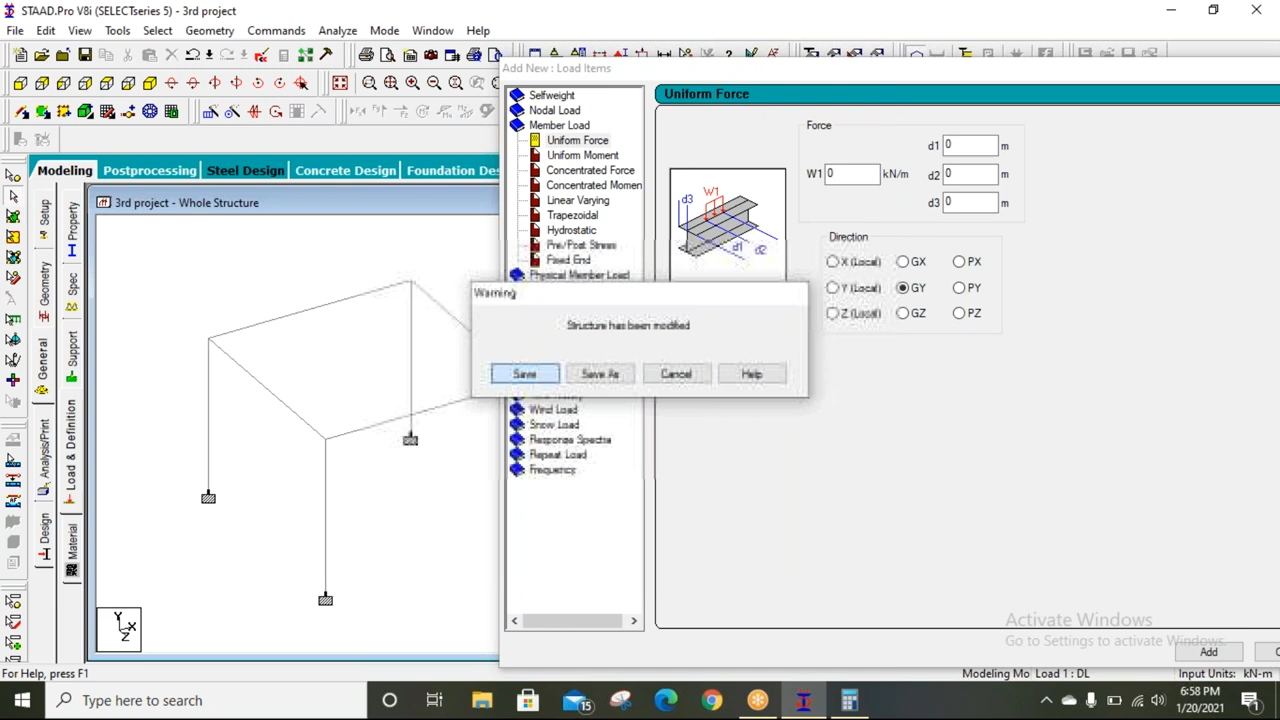 STAAD.Pro V8i (SELECTseries 5) - 3rd project
File Edit View Tools Select Geometry Commands Analyze Mode Window Help
Add New : Load Items
Modeling Postprocessing Steel Design Concrete Design Foundation Des
3rd project - Whole Structure
Setup
Geometry
General
Analysis/Print
Design
Property
Spec
Support
Load & Definition
Material
Selfweight
Nodal Load
Member Load
Uniform Force
Uniform Moment
Concentrated Force
Concentrated Momen
Linear Varying
Trapezoidal
Hydrostatic
Pre/Post Stress
Fixed End
Physical Member Load
Wind Load
Snow Load
Response Spectra
Repeat Load
Frequency
Uniform Force
Force
W1 0 kN/m
d1 0 m
d2 0 m
d3 0 m
W1
d3
d1
d2
Direction
X (Local) GX PX
Y (Local) GY PY
Z (Local) GZ PZ
Warning
Structure has been modified
Save Save As Cancel Help
Activate Windows
Go to Settings to activate Windows.
Add
Y
X
Z
For Help, press F1
Modeling Mo Load 1 : DL Input Units: kN-m
Type here to search
15
6:58 PM
1/20/2021
1